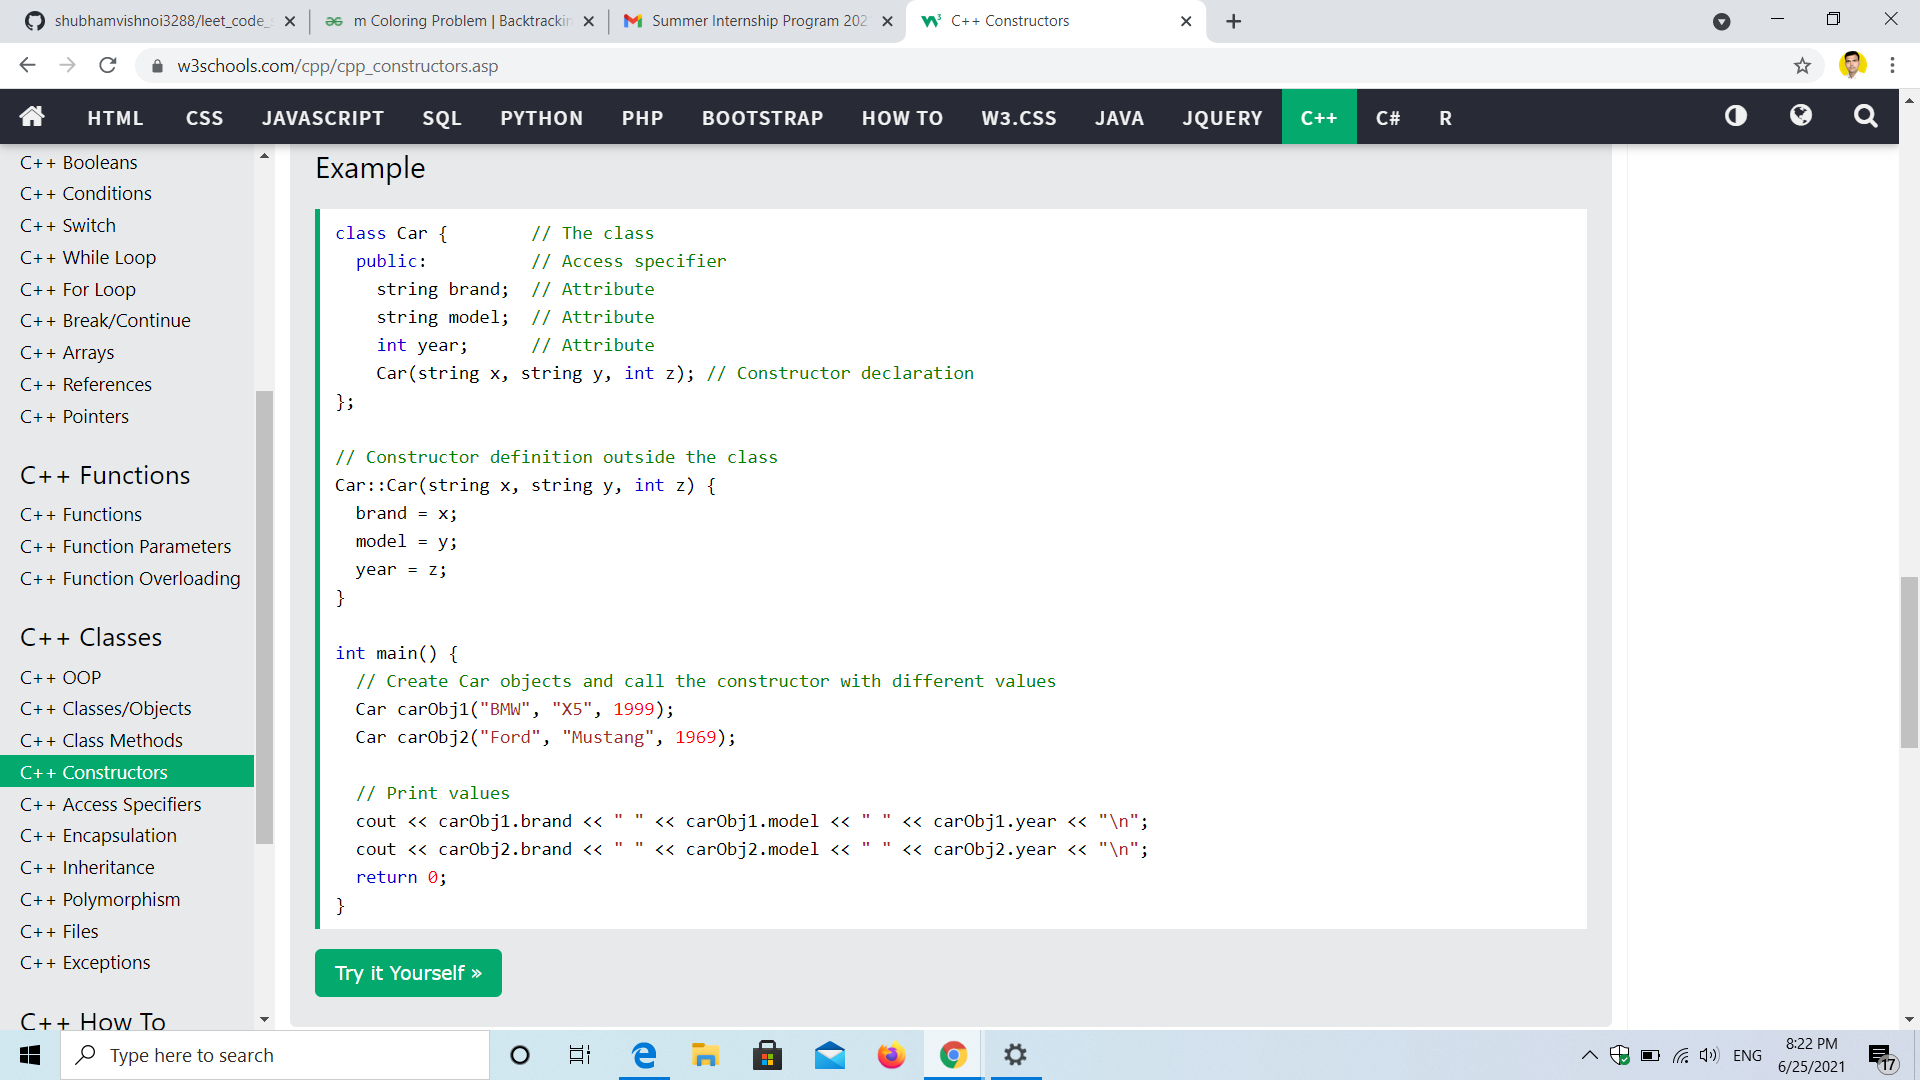 shubhamvishnoi3288/leet_code_s
m Coloring Problem | Backtrackin
Summer Internship Program 202
C++ Constructors
w3schools.com/cpp/cpp_constructors.asp
HTML CSS JAVASCRIPT SQL PYTHON PHP BOOTSTRAP HOW TO W3.CSS JAVA JQUERY C++ C# R
C++ Booleans
C++ Conditions
C++ Switch
C++ While Loop
C++ For Loop
C++ Break/Continue
C++ Arrays
C++ References
C++ Pointers
C++ Functions
C++ Functions
C++ Function Parameters
C++ Function Overloading
C++ Classes
C++ OOP
C++ Classes/Objects
C++ Class Methods
C++ Constructors
C++ Access Specifiers
C++ Encapsulation
C++ Inheritance
C++ Polymorphism
C++ Files
C++ Exceptions
C++ How To
Example
class Car {        // The class
  public:          // Access specifier
    string brand;  // Attribute
    string model;  // Attribute
    int year;      // Attribute
    Car(string x, string y, int z); // Constructor declaration
};
// Constructor definition outside the class
Car::Car(string x, string y, int z) {
  brand = x;
  model = y;
  year = z;
}
int main() {
  // Create Car objects and call the constructor with different values
  Car carObj1("BMW", "X5", 1999);
  Car carObj2("Ford", "Mustang", 1969);
  // Print values
  cout << carObj1.brand << " " << carObj1.model << " " << carObj1.year << "\n";
  cout << carObj2.brand << " " << carObj2.model << " " << carObj2.year << "\n";
  return 0;
}
Try it Yourself »
Type here to search
ENG
8:22 PM
6/25/2021
17